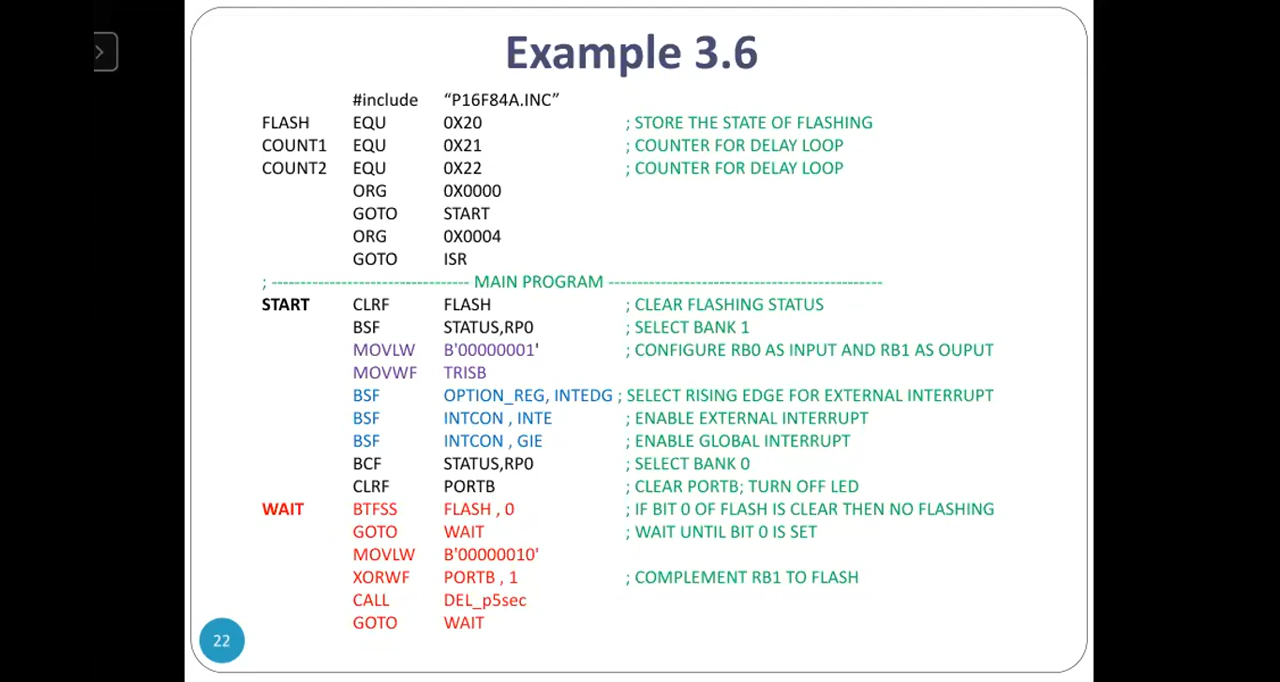 Example 3.6
#include “P16F84A.INC”
FLASH EQU 0X20 ; STORE THE STATE OF FLASHING
COUNT1 EQU 0X21 ; COUNTER FOR DELAY LOOP
COUNT2 EQU 0X22 ; COUNTER FOR DELAY LOOP
ORG 0X0000
GOTO START
ORG 0X0004
GOTO ISR
; ---------------------------------- MAIN PROGRAM -----------------------------------------------
START CLRF FLASH ; CLEAR FLASHING STATUS
BSF STATUS,RP0 ; SELECT BANK 1
MOVLW B'00000001' ; CONFIGURE RB0 AS INPUT AND RB1 AS OUPUT
MOVWF TRISB
BSF OPTION_REG, INTEDG ; SELECT RISING EDGE FOR EXTERNAL INTERRUPT
BSF INTCON , INTE ; ENABLE EXTERNAL INTERRUPT
BSF INTCON , GIE ; ENABLE GLOBAL INTERRUPT
BCF STATUS,RP0 ; SELECT BANK 0
CLRF PORTB ; CLEAR PORTB; TURN OFF LED
WAIT BTFSS FLASH , 0 ; IF BIT 0 OF FLASH IS CLEAR THEN NO FLASHING
GOTO WAIT ; WAIT UNTIL BIT 0 IS SET
MOVLW B'00000010'
XORWF PORTB , 1 ; COMPLEMENT RB1 TO FLASH
CALL DEL_p5sec
GOTO WAIT
22